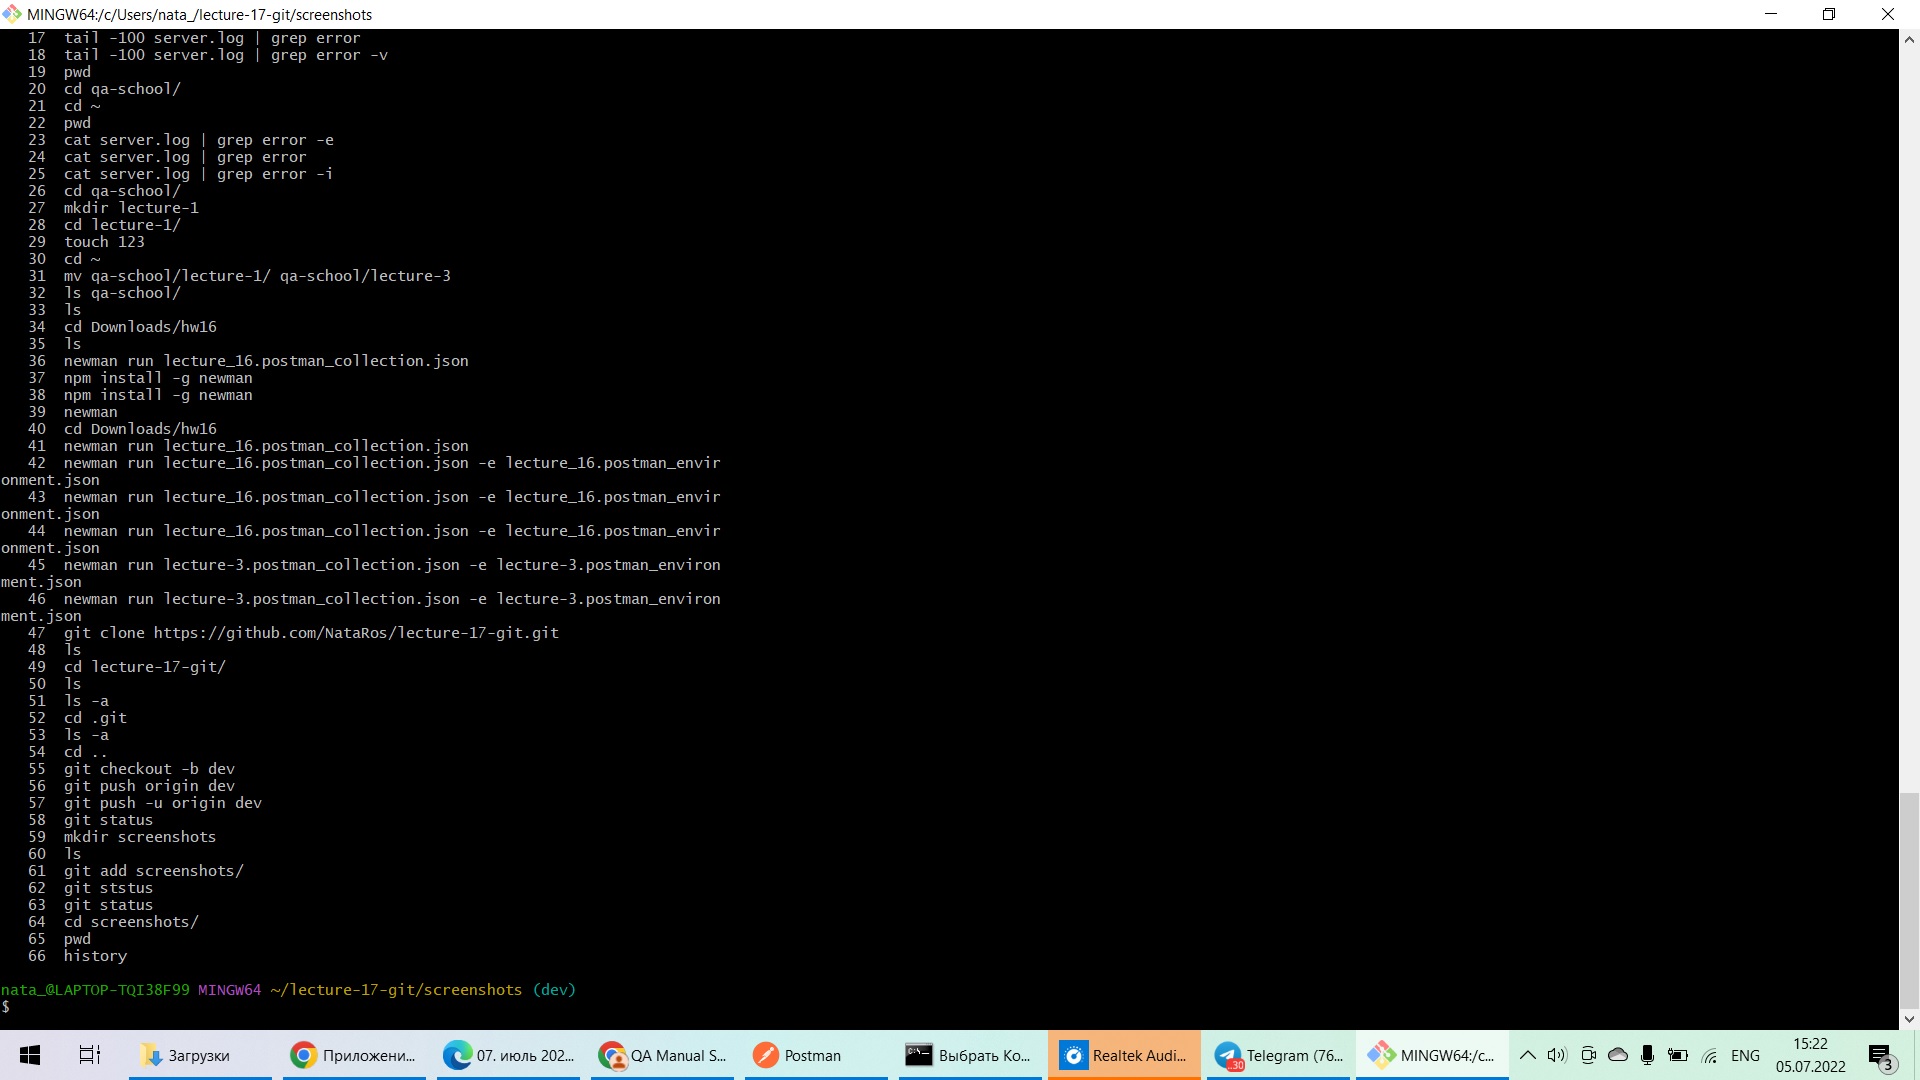 MINGW64:/c/Users/nata_/lecture-17-git/screenshots
17 tail -100 server.log | grep error
18 tail -100 server.log | grep error -v
19 pwd
20 cd qa-school/
21 cd ~
22 pwd
23 cat server.log | grep error -e
24 cat server.log | grep error
25 cat server.log | grep error -i
26 cd qa-school/
27 mkdir lecture-1
28 cd lecture-1/
29 touch 123
30 cd ~
31 mv qa-school/lecture-1/ qa-school/lecture-3
32 ls qa-school/
33 ls
34 cd Downloads/hw16
35 ls
36 newman run lecture_16.postman_collection.json
37 npm install -g newman
38 npm install -g newman
39 newman
40 cd Downloads/hw16
41 newman run lecture_16.postman_collection.json
42 newman run lecture_16.postman_collection.json -e lecture_16.postman_envir
onment.json
43 newman run lecture_16.postman_collection.json -e lecture_16.postman_envir
onment.json
44 newman run lecture_16.postman_collection.json -e lecture_16.postman_envir
onment.json
45 newman run lecture-3.postman_collection.json -e lecture-3.postman_environ
ment.json
46 newman run lecture-3.postman_collection.json -e lecture-3.postman_environ
ment.json
47 git clone https://github.com/NataRos/lecture-17-git.git
48 ls
49 cd lecture-17-git/
50 ls
51 ls -a
52 cd .git
53 ls -a
54 cd ..
55 git checkout -b dev
56 git push origin dev
57 git push -u origin dev
58 git status
59 mkdir screenshots
60 ls
61 git add screenshots/
62 git ststus
63 git status
64 cd screenshots/
65 pwd
66 history
nata_@LAPTOP-TQI38F99 MINGW64 ~/lecture-17-git/screenshots (dev)
$
Загрузки Приложени... 07. июль 202... QA Manual S... Postman Выбрать Ко... Realtek Audi... Telegram (76... MINGW64:/c... ENG 15:22
05.07.2022
.30
3